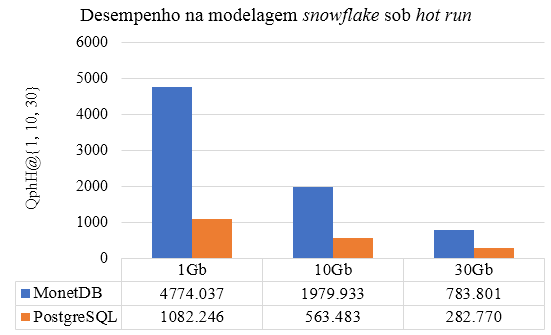 Desempenho na modelagem snowflake sob hot run
QphH@{1, 10, 30}
6000
5000
4000
3000
2000
1000
0
1Gb 10Gb 30Gb
MonetDB 4774.037 1979.933 783.801
PostgreSQL 1082.246 563.483 282.770